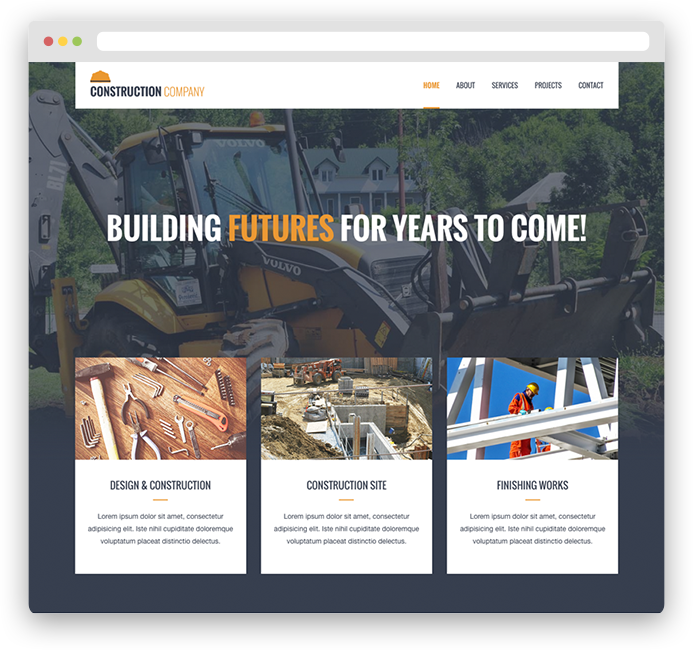 CONSTRUCTION COMPANY
HOME ABOUT SERVICES PROJECTS CONTACT
VOLVO
BL71
BUILDING FUTURES FOR YEARS TO COME!
VOLVO
DESIGN & CONSTRUCTION
Lorem ipsum dolor sit amet, consectetur
adipisicing elit. Iste nihil cupiditate doloremque
voluptatum placeat distinctio delectus.
CONSTRUCTION SITE
Lorem ipsum dolor sit amet, consectetur
adipisicing elit. Iste nihil cupiditate doloremque
voluptatum placeat distinctio delectus.
FINISHING WORKS
Lorem ipsum dolor sit amet, consectetur
adipisicing elit. Iste nihil cupiditate doloremque
voluptatum placeat distinctio delectus.